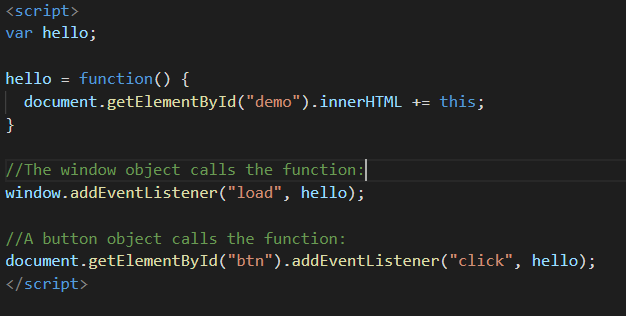 <script>
var hello;
hello = function() {
document.getElementById("demo").innerHTML += this;
}
//The window object calls the function:
window.addEventListener("load", hello);
//A button object calls the function:
document.getElementById("btn").addEventListener("click", hello);
</script>